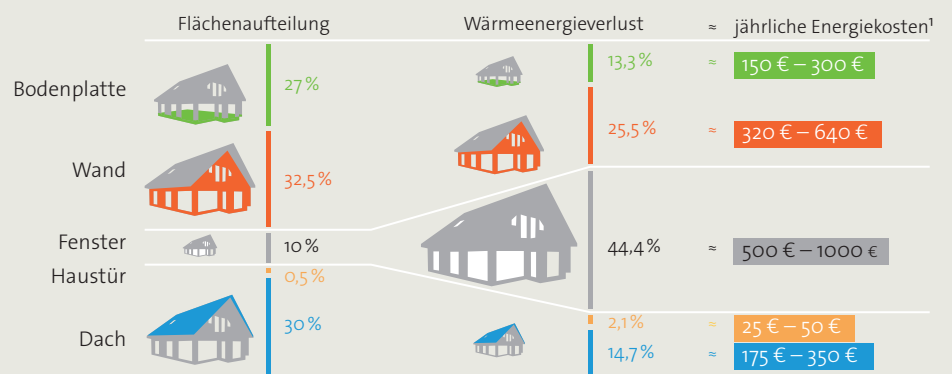 Flächenaufteilung Wärmeenergieverlust ≈ jährliche Energiekosten¹
Bodenplatte 27 % 13,3 % ≈ 150 € – 300 €
Wand 32,5 % 25,5 % ≈ 320 € – 640 €
Fenster 10 % 44,4 % ≈ 500 € – 1000 €
Haustür 0,5 % 2,1 % ≈ 25 € – 50 €
Dach 30 % 14,7 % ≈ 175 € – 350 €